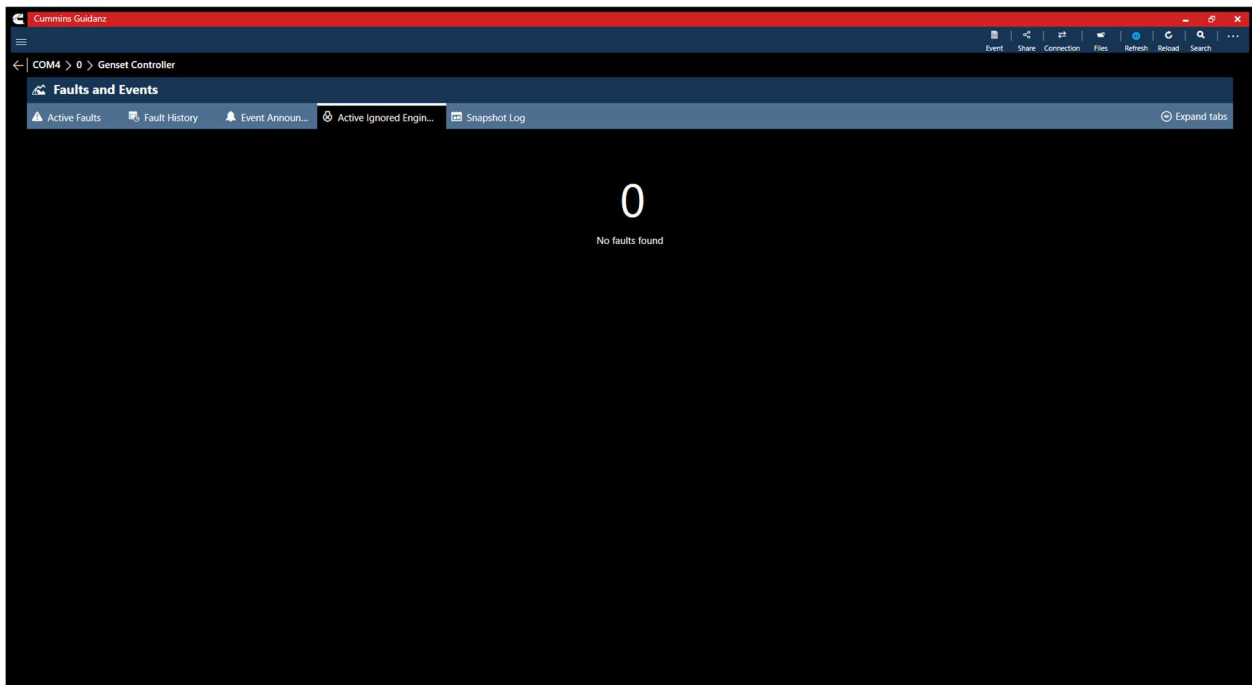 Cummins Guidanz
Event Share Connection Files Refresh Reload Search
COM4 > 0 > Genset Controller
Faults and Events
Active Faults Fault History Event Announ... Active Ignored Engin... Snapshot Log Expand tabs
0
No faults found